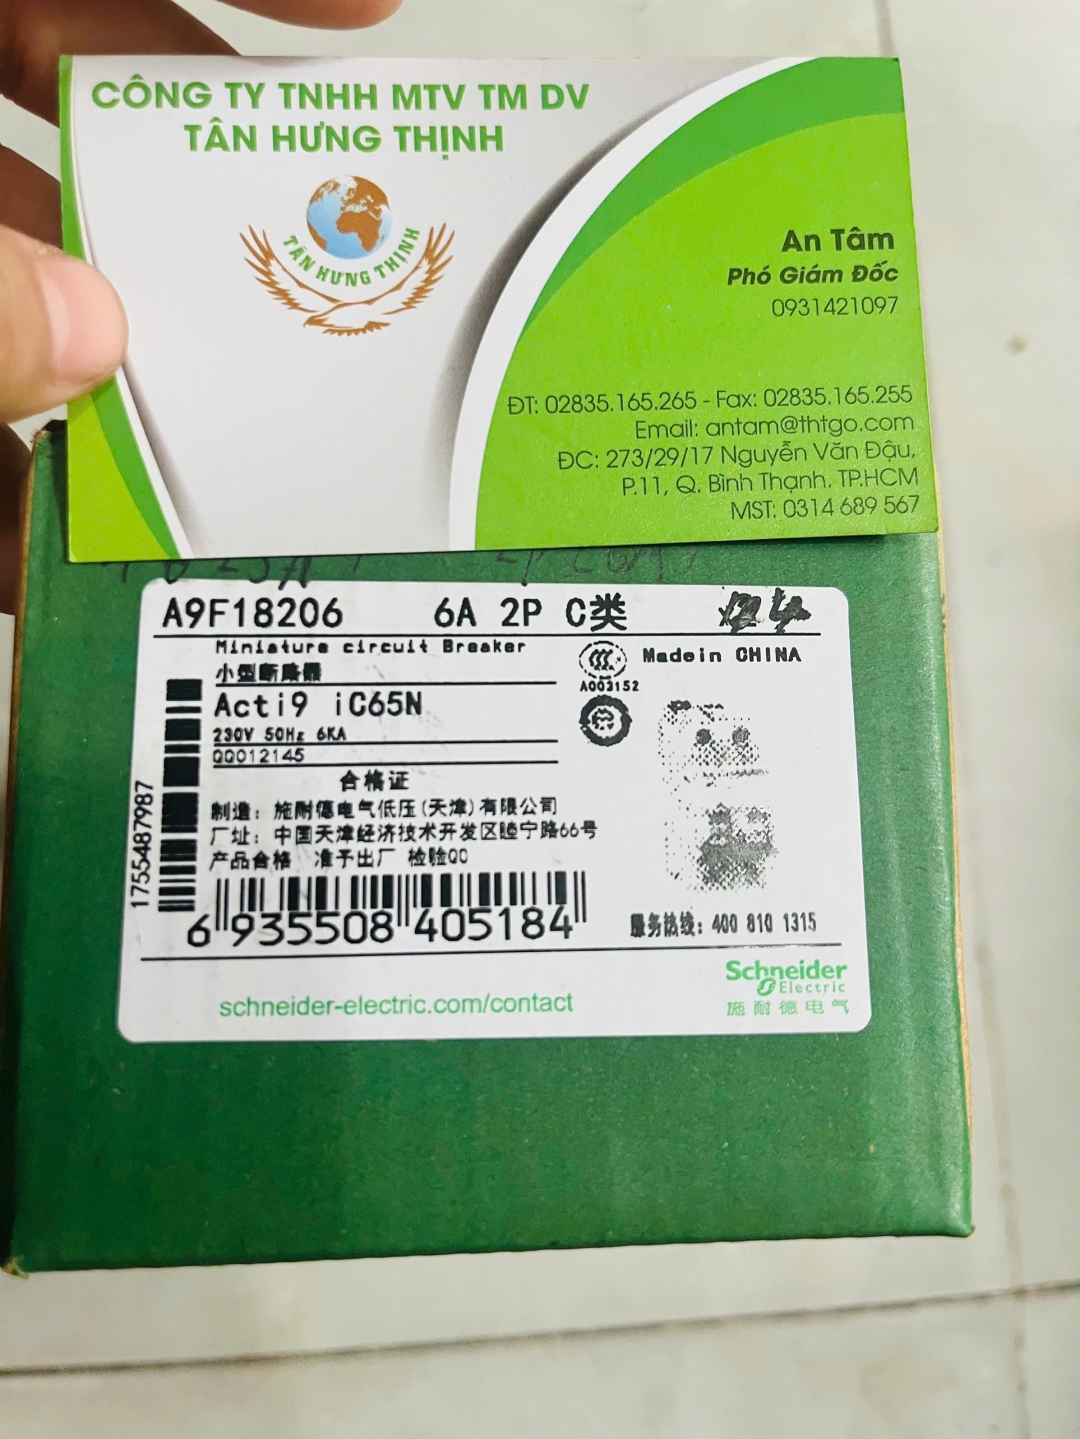 CÔNG TY TNHH MTV TM DV
TÂN HƯNG THỊNH
TÂN HƯNG THỊNH
An Tâm
Phó Giám Đốc
0931421097
ĐT: 02835.165.265 - Fax: 02835.165.255
Email: antam@thtgo.com
ĐC: 273/29/17 Nguyễn Văn Đậu,
P.11, Q. Bình Thạnh. TP.HCM
MST: 0314 689 567
A9F18206 6A 2P C类
Miniature circuit Breaker
小型断路器
Madein CHINA
A003152
Acti9 iC65N
230V 50Hz 6KA
QQ012145
合格证
制造：施耐德电气低压(天津)有限公司
厂址：中国天津经济技术开发区睦宁路66号
产品合格 准予出厂 检验QC
1755487987
6 935508 405184
服务热线：400 810 1315
schneider-electric.com/contact
Schneider
Electric
施耐德电气